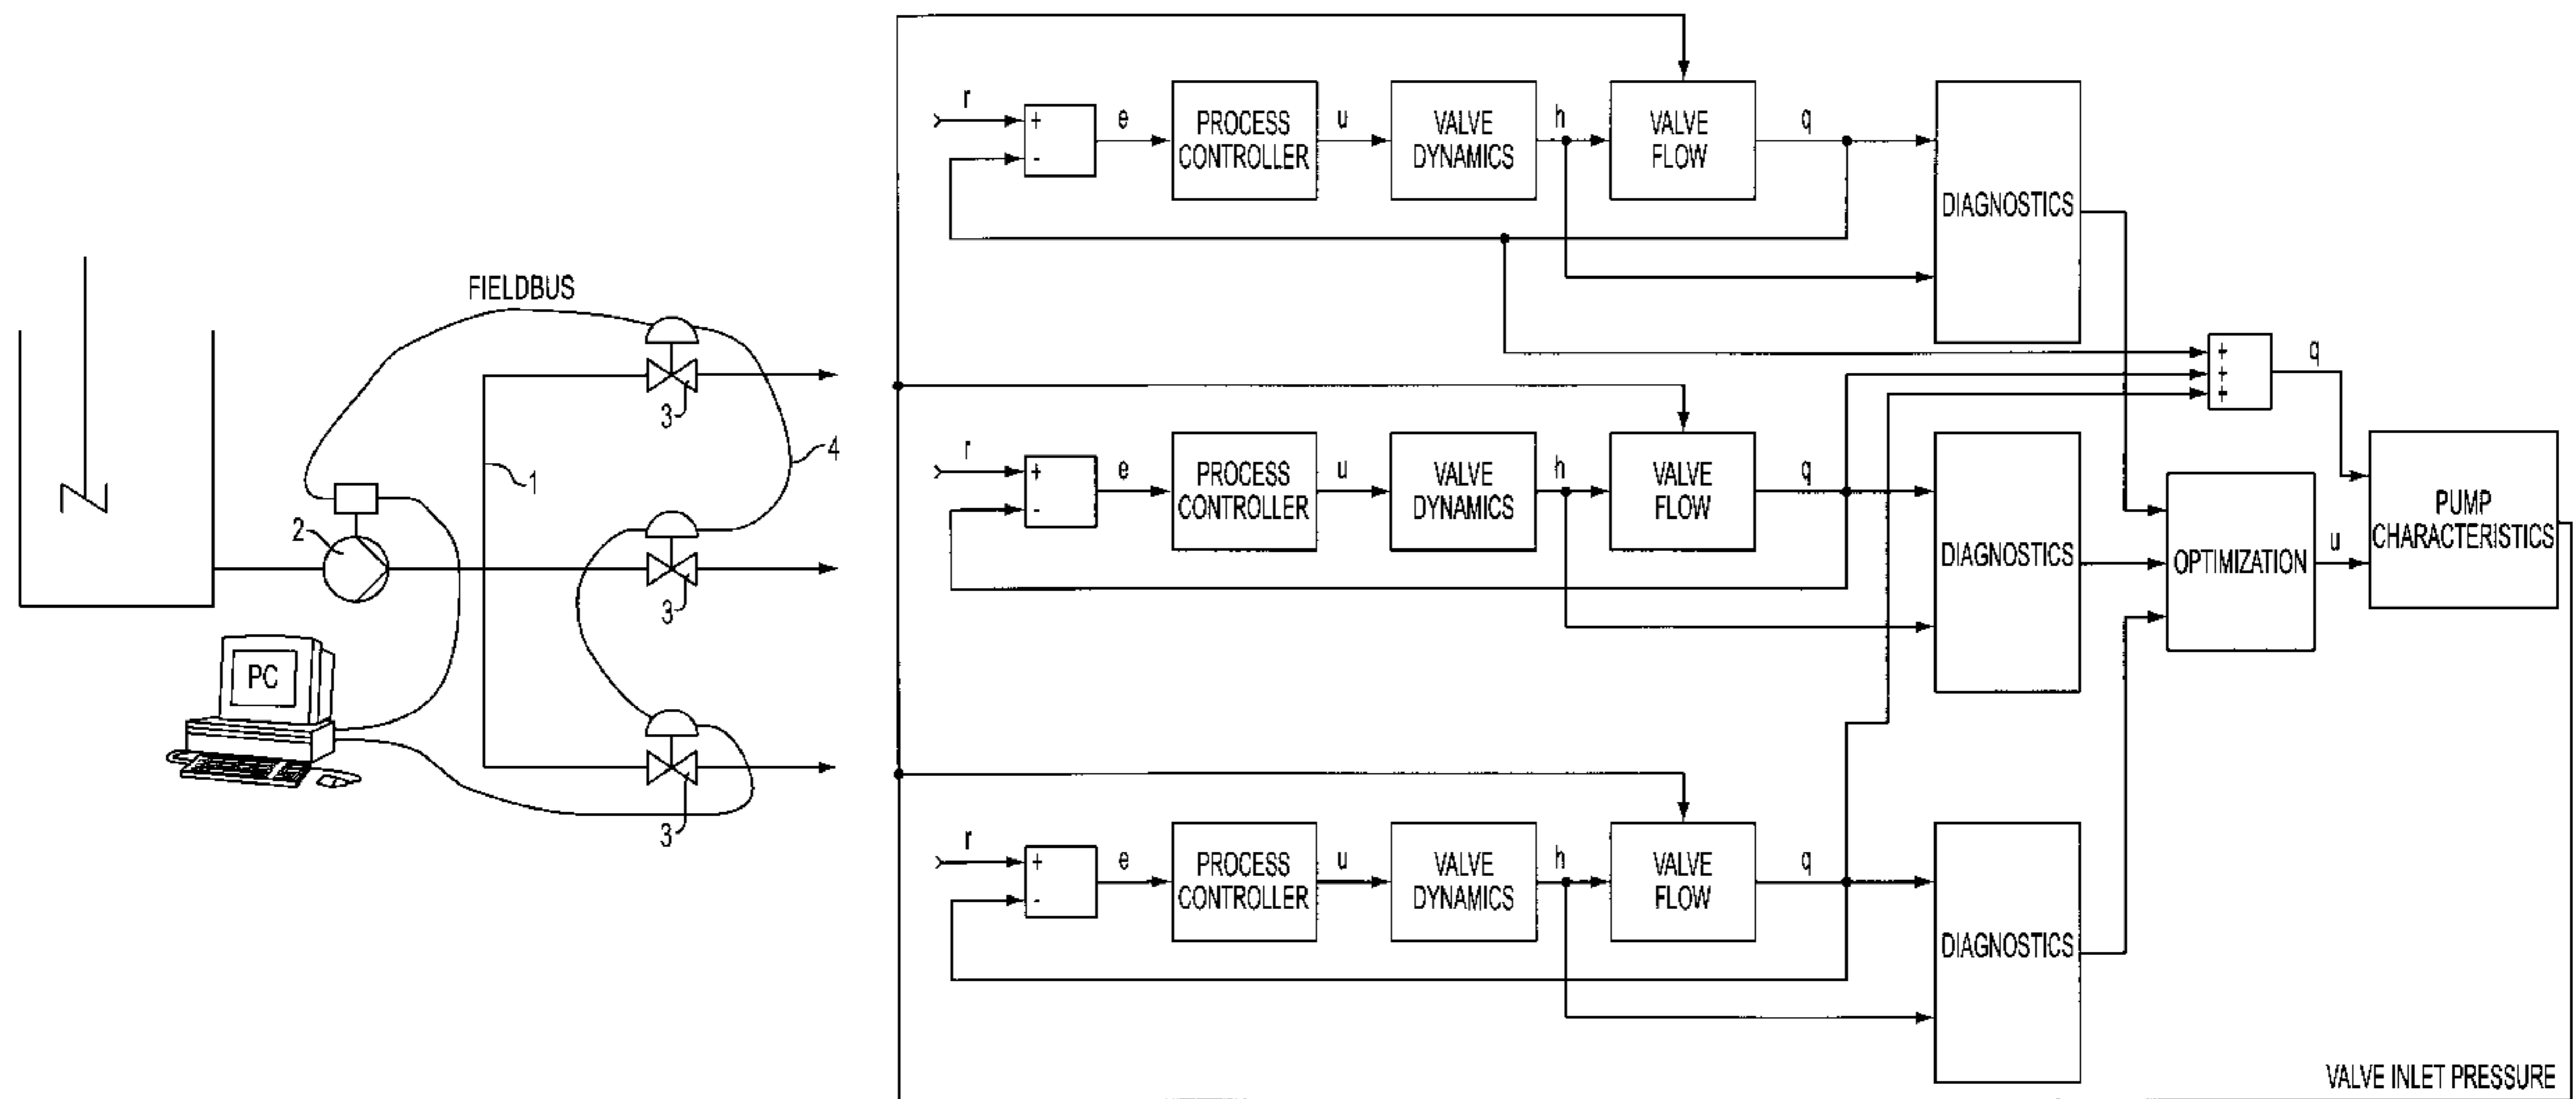 FIELDBUS
3
4
1
2
3
PC
3
r
+
-
e
PROCESS
CONTROLLER
u
VALVE
DYNAMICS
h
VALVE
FLOW
q
DIAGNOSTICS
r
+
-
e
PROCESS
CONTROLLER
u
VALVE
DYNAMICS
h
VALVE
FLOW
q
DIAGNOSTICS
r
+
-
e
PROCESS
CONTROLLER
u
VALVE
DYNAMICS
h
VALVE
FLOW
q
DIAGNOSTICS
+
+
+
q
OPTIMIZATION
u
PUMP
CHARACTERISTICS
VALVE INLET PRESSURE